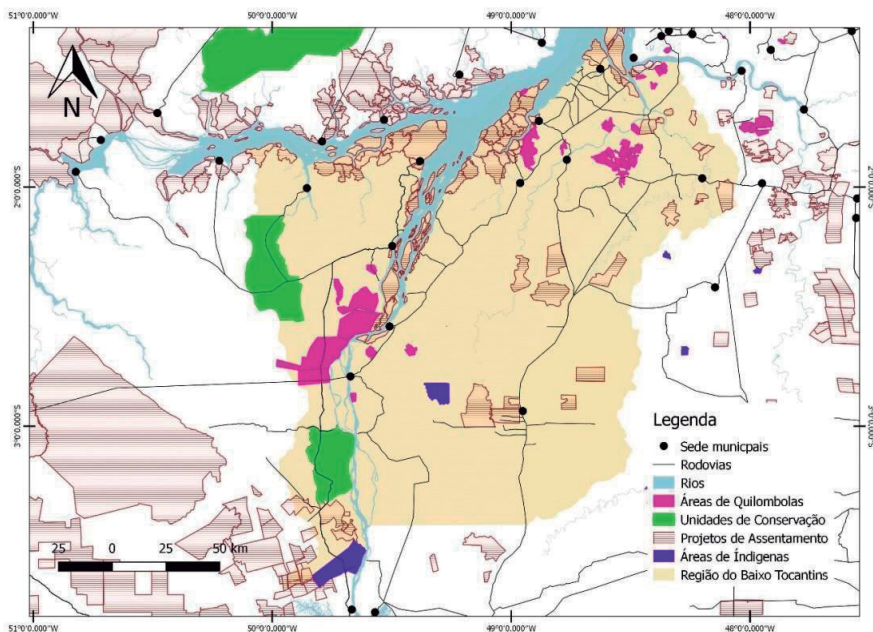 51°0'0.000"W 50°0'0.000"W 49°0'0.000"W 48°0'0.000"W
N
2°0'0.000"S 2°0'0.000"S
3°0'0.000"S 3°0'0.000"S
Legenda
Sede municpais
Rodovias
Rios
Áreas de Quilombolas
Unidades de Conservação
Projetos de Assentamento
Áreas de Índigenas
Região do Baixo Tocantins
25 0 25 50 km
51°0'0.000"W 50°0'0.000"W 49°0'0.000"W 48°0'0.000"W